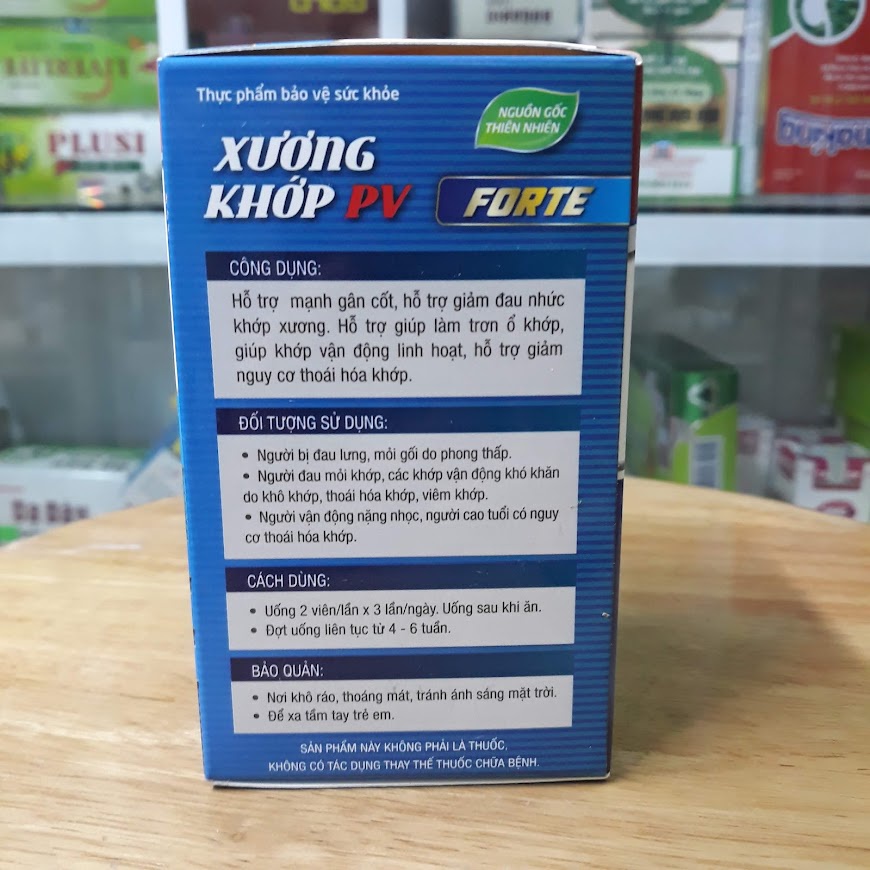 Thực phẩm bảo vệ sức khỏe
NGUỒN GỐC
THIÊN NHIÊN
XƯƠNG
KHỚP PV FORTE
CÔNG DỤNG:
Hỗ trợ mạnh gân cốt, hỗ trợ giảm đau nhức
khớp xương. Hỗ trợ giúp làm trơn ổ khớp,
giúp khớp vận động linh hoạt, hỗ trợ giảm
nguy cơ thoái hóa khớp.
ĐỐI TƯỢNG SỬ DỤNG:
• Người bị đau lưng, mỏi gối do phong thấp.
• Người đau mỏi khớp, các khớp vận động khó khăn
do khô khớp, thoái hóa khớp, viêm khớp.
• Người vận động nặng nhọc, người cao tuổi có nguy
cơ thoái hóa khớp.
CÁCH DÙNG:
• Uống 2 viên/lần x 3 lần/ngày. Uống sau khi ăn.
• Đợt uống liên tục từ 4 - 6 tuần.
BẢO QUẢN:
• Nơi khô ráo, thoáng mát, tránh ánh sáng mặt trời.
• Để xa tầm tay trẻ em.
SẢN PHẨM NÀY KHÔNG PHẢI LÀ THUỐC,
KHÔNG CÓ TÁC DỤNG THAY THẾ THUỐC CHỮA BỆNH.
PLUSI